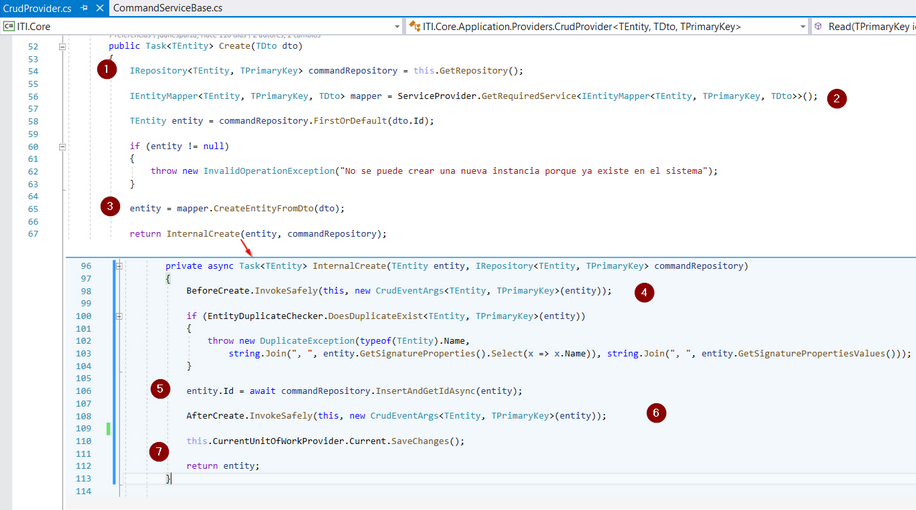 CrudProvider.cs CommandServiceBase.cs
C# ITI.Core ITI.Core.Application.Providers.CrudProvider<TEntity, TDto, TPrimaryKey> Read(TPrimaryKey
52 public Task<TEntity> Create(TDto dto)
53 {
1
54 IRepository<TEntity, TPrimaryKey> commandRepository = this.GetRepository();
55
56 IEntityMapper<TEntity, TPrimaryKey, TDto> mapper = ServiceProvider.GetRequiredService<IEntityMapper<TEntity, TPrimaryKey, TDto>>(); 2
57
58 TEntity entity = commandRepository.FirstOrDefault(dto.Id);
59
60 if (entity != null)
61 {
62 throw new InvalidOperationException("No se puede crear una nueva instancia porque ya existe en el sistema");
63 }
64
65 3 entity = mapper.CreateEntityFromDto(dto);
66
67 return InternalCreate(entity, commandRepository);
96 private async Task<TEntity> InternalCreate(TEntity entity, IRepository<TEntity, TPrimaryKey> commandRepository)
97 {
98 BeforeCreate.InvokeSafely(this, new CrudEventArgs<TEntity, TPrimaryKey>(entity)); 4
99
100 if (EntityDuplicateChecker.DoesDuplicateExist<TEntity, TPrimaryKey>(entity))
101 {
102 throw new DuplicateException(typeof(TEntity).Name,
103 string.Join(", ", entity.GetSignatureProperties().Select(x => x.Name)), string.Join(", ", entity.GetSignaturePropertiesValues()));
104 }
105
106 5 entity.Id = await commandRepository.InsertAndGetIdAsync(entity);
107
108 AfterCreate.InvokeSafely(this, new CrudEventArgs<TEntity, TPrimaryKey>(entity)); 6
109
110 this.CurrentUnitOfWorkProvider.Current.SaveChanges();
111 7
112 return entity;
113 }
114